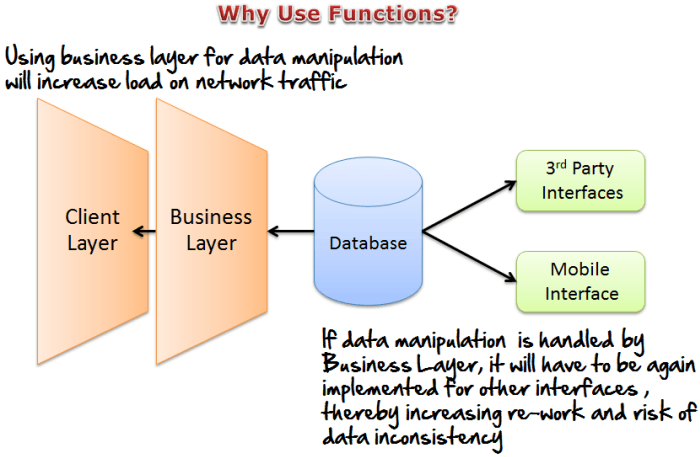 Why Use Functions?
Using business layer for data manipulation
will increase load on network traffic
Client
Layer
Business
Layer
Database
3rd Party
Interfaces
Mobile
Interface
If data manipulation is handled by
Business Layer, it will have to be again
implemented for other interfaces ,
thereby increasing re-work and risk of
data inconsistency